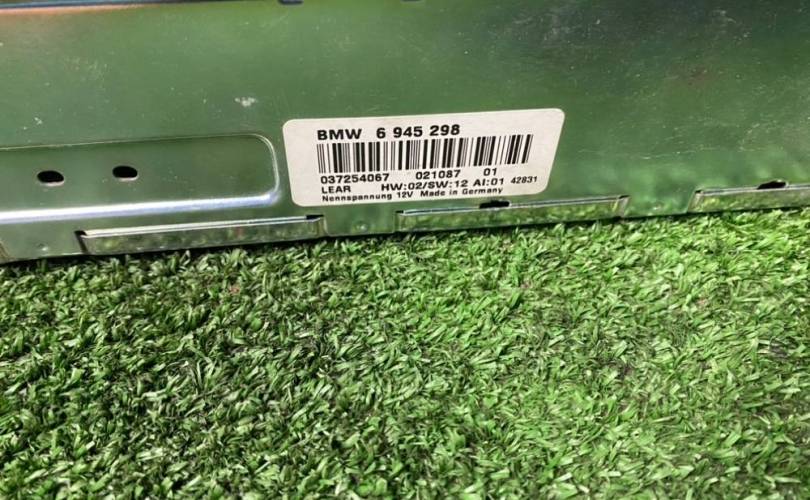 BMW 6 945 298
037254067 021087 01
LEAR HW:02/SW:12 AI:01 42831
Nennspannung 12V Made in Germany